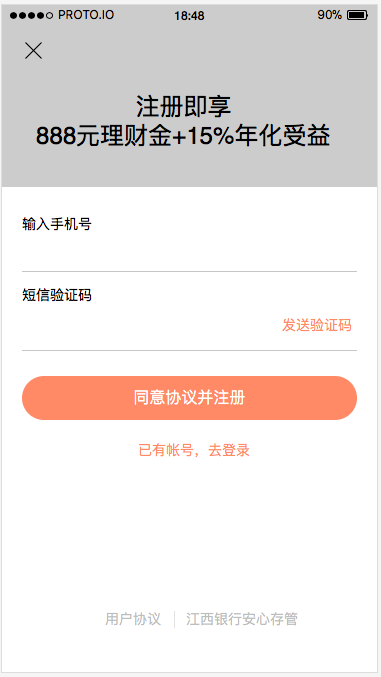 PROTO.IO 18:48 90%
注册即享
888元理财金+15%年化受益
输入手机号
短信验证码
发送验证码
同意协议并注册
已有帐号，去登录
用户协议 江西银行安心存管